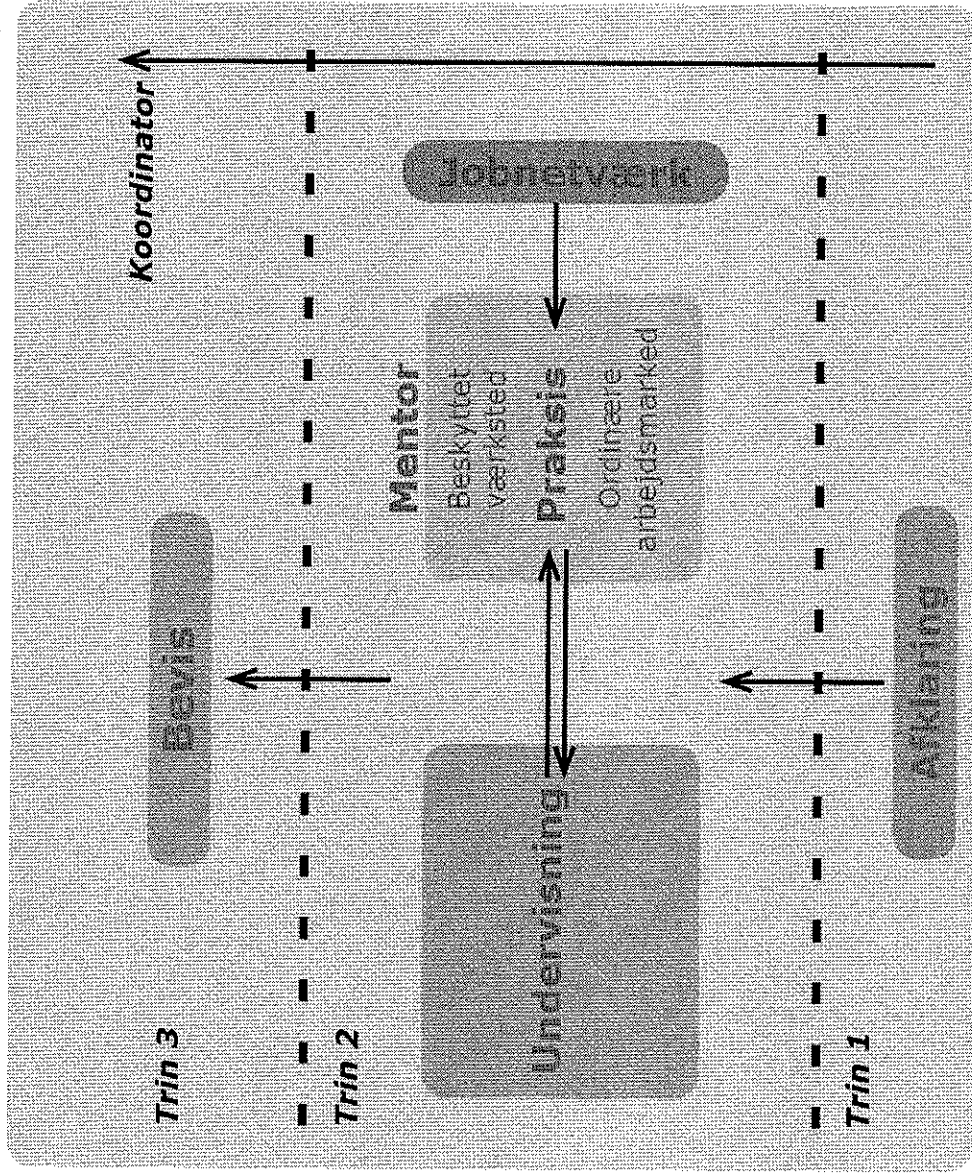 Trin 3
Bevis
Koordinator
Trin 2
Undervisning
Mentor
Beskyttet
værksted
Praksis
Ordinære
arbejdsmarked
Jobnetværk
Trin 1
Afklaring